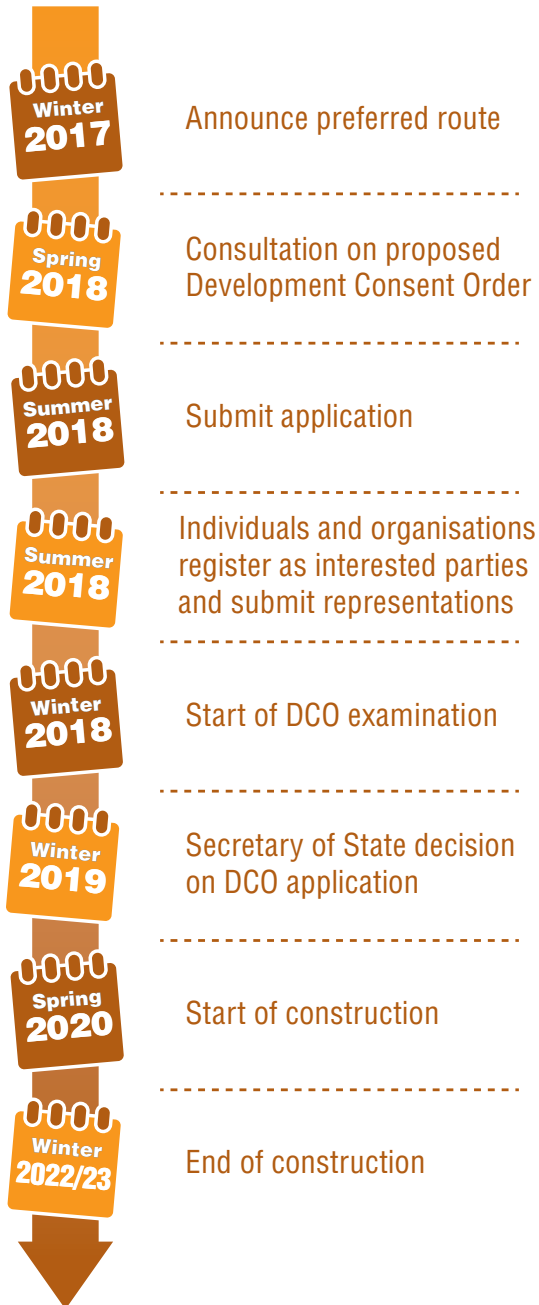 Winter
2017
Announce preferred route
Spring
2018
Consultation on proposed
Development Consent Order
Summer
2018
Submit application
Summer
2018
Individuals and organisations
register as interested parties
and submit representations
Winter
2018
Start of DCO examination
Winter
2019
Secretary of State decision
on DCO application
Spring
2020
Start of construction
Winter
2022/23
End of construction